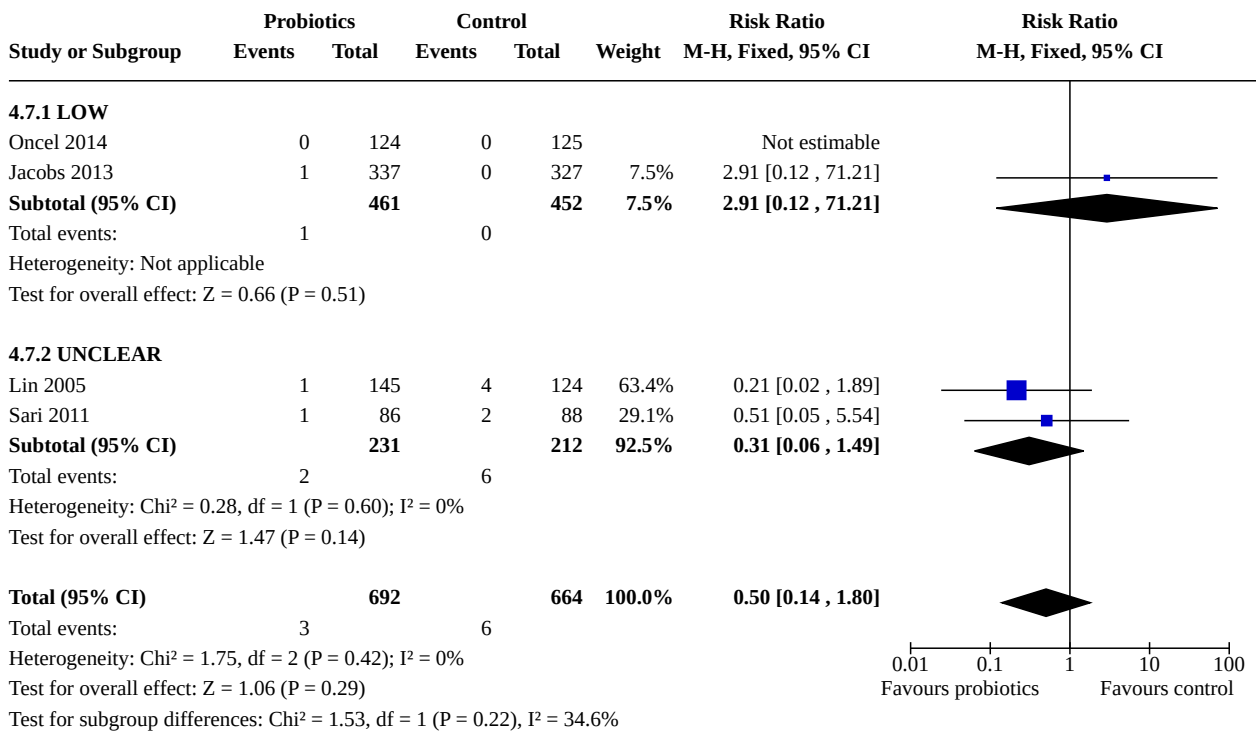 Probiotics Control Risk Ratio Risk Ratio
Study or Subgroup Events Total Events Total Weight M-H, Fixed, 95% CI M-H, Fixed, 95% CI
4.7.1 LOW
Oncel 2014 0 124 0 125 Not estimable
Jacobs 2013 1 337 0 327 7.5% 2.91 [0.12 , 71.21]
Subtotal (95% CI) 461 452 7.5% 2.91 [0.12 , 71.21]
Total events: 1 0
Heterogeneity: Not applicable
Test for overall effect: Z = 0.66 (P = 0.51)
4.7.2 UNCLEAR
Lin 2005 1 145 4 124 63.4% 0.21 [0.02 , 1.89]
Sari 2011 1 86 2 88 29.1% 0.51 [0.05 , 5.54]
Subtotal (95% CI) 231 212 92.5% 0.31 [0.06 , 1.49]
Total events: 2 6
Heterogeneity: Chi² = 0.28, df = 1 (P = 0.60); I² = 0%
Test for overall effect: Z = 1.47 (P = 0.14)
Total (95% CI) 692 664 100.0% 0.50 [0.14 , 1.80]
Total events: 3 6
Heterogeneity: Chi² = 1.75, df = 2 (P = 0.42); I² = 0% 0.01 0.1 1 10 100
Test for overall effect: Z = 1.06 (P = 0.29) Favours probiotics Favours control
Test for subgroup differences: Chi² = 1.53, df = 1 (P = 0.22), I² = 34.6%